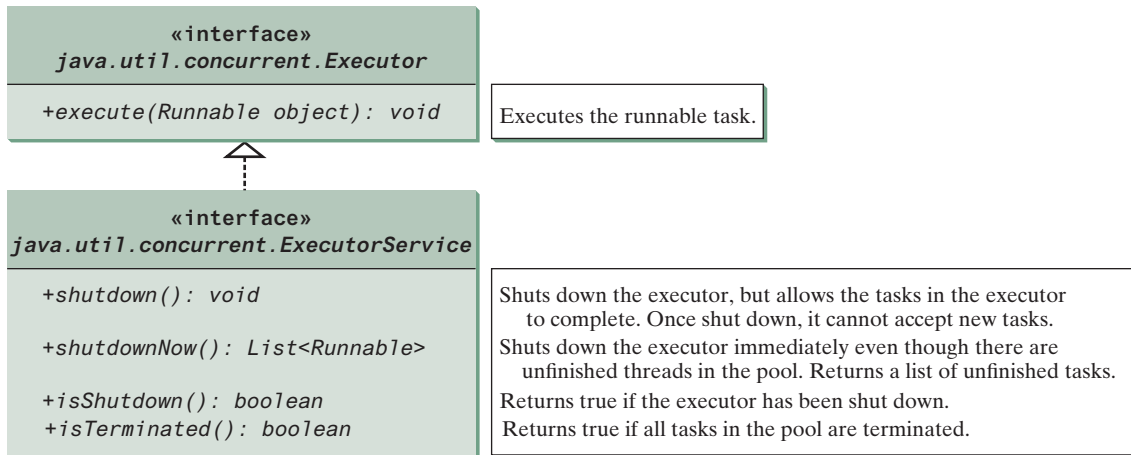 «interface»
java.util.concurrent.Executor
+execute(Runnable object): void
Executes the runnable task.
«interface»
java.util.concurrent.ExecutorService
+shutdown(): void
Shuts down the executor, but allows the tasks in the executor
to complete. Once shut down, it cannot accept new tasks.
+shutdownNow(): List<Runnable>
Shuts down the executor immediately even though there are
unfinished threads in the pool. Returns a list of unfinished tasks.
+isShutdown(): boolean
Returns true if the executor has been shut down.
+isTerminated(): boolean
Returns true if all tasks in the pool are terminated.